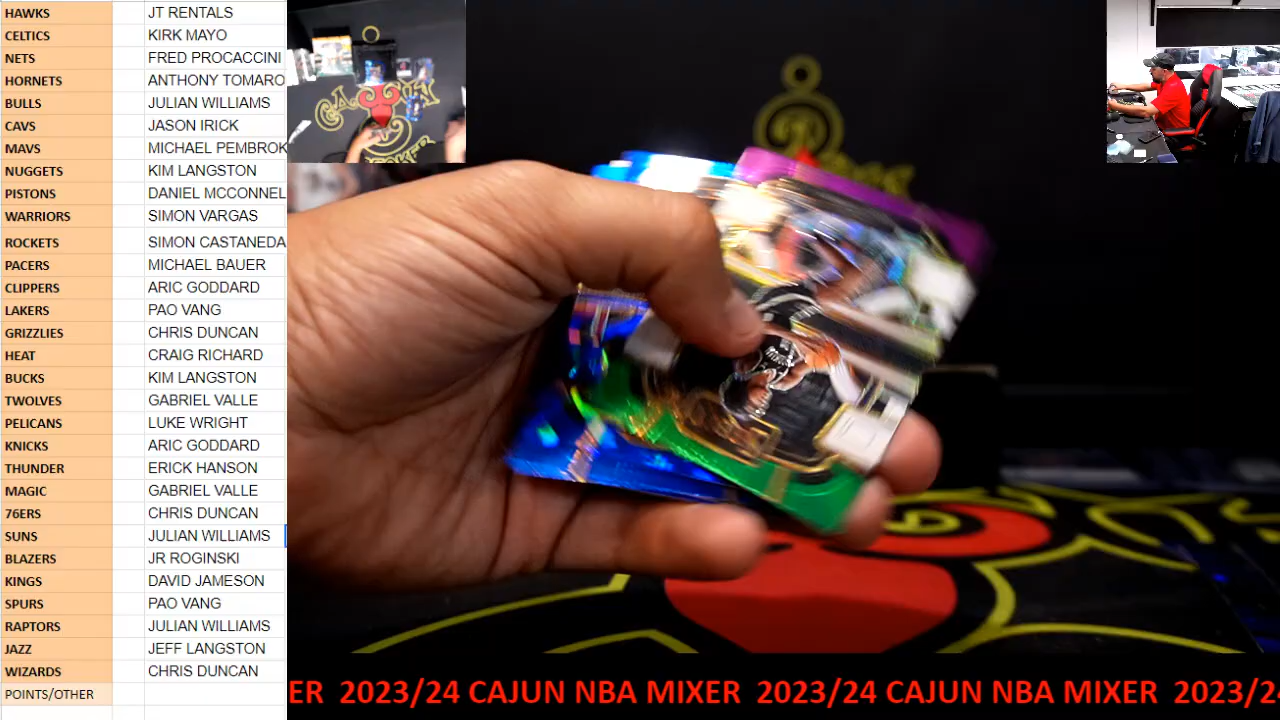 HAWKS JT RENTALS
CELTICS KIRK MAYO
NETS FRED PROCACCINI
HORNETS ANTHONY TOMARO
BULLS JULIAN WILLIAMS
CAVS JASON IRICK
MAVS MICHAEL PEMBROK
NUGGETS KIM LANGSTON
PISTONS DANIEL MCCONNEL
WARRIORS SIMON VARGAS
ROCKETS SIMON CASTANEDA
PACERS MICHAEL BAUER
CLIPPERS ARIC GODDARD
LAKERS PAO VANG
GRIZZLIES CHRIS DUNCAN
HEAT CRAIG RICHARD
BUCKS KIM LANGSTON
TWOLVES GABRIEL VALLE
PELICANS LUKE WRIGHT
KNICKS ARIC GODDARD
THUNDER ERICK HANSON
MAGIC GABRIEL VALLE
76ERS CHRIS DUNCAN
SUNS JULIAN WILLIAMS
BLAZERS JR ROGINSKI
KINGS DAVID JAMESON
SPURS PAO VANG
RAPTORS JULIAN WILLIAMS
JAZZ JEFF LANGSTON
WIZARDS CHRIS DUNCAN
POINTS/OTHER
ER 2023/24 CAJUN NBA MIXER 2023/24 CAJUN NBA MIXER 2023/2